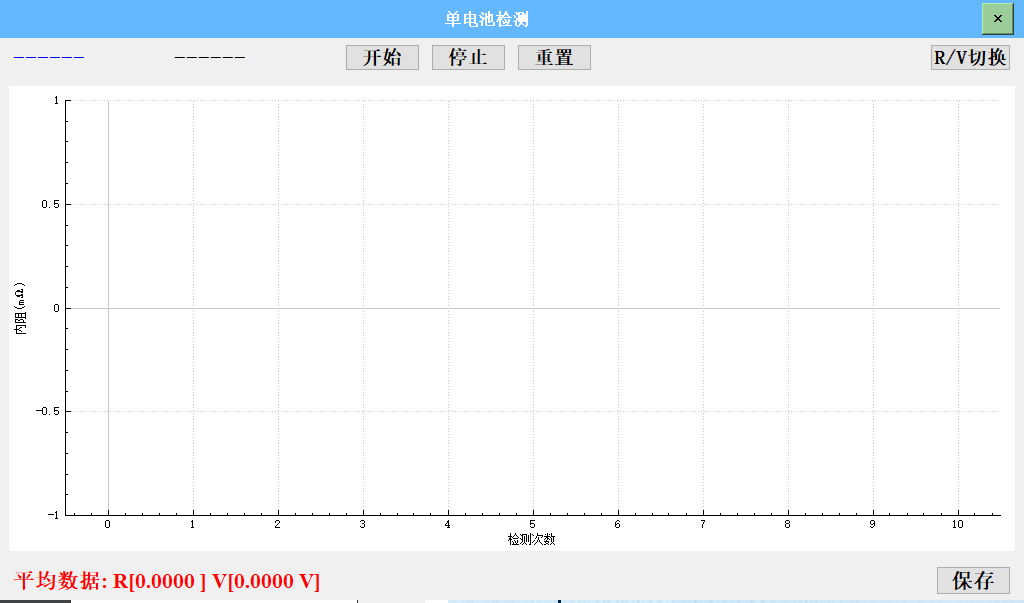 单电池检测
×
------ ------ 开始 停止 重置 R/V切换
1
0.5
0
-0.5
-1
内阻(mΩ)
0 1 2 3 4 5 6 7 8 9 10
检测次数
平均数据: R[0.0000 ] V[0.0000 V] 保存